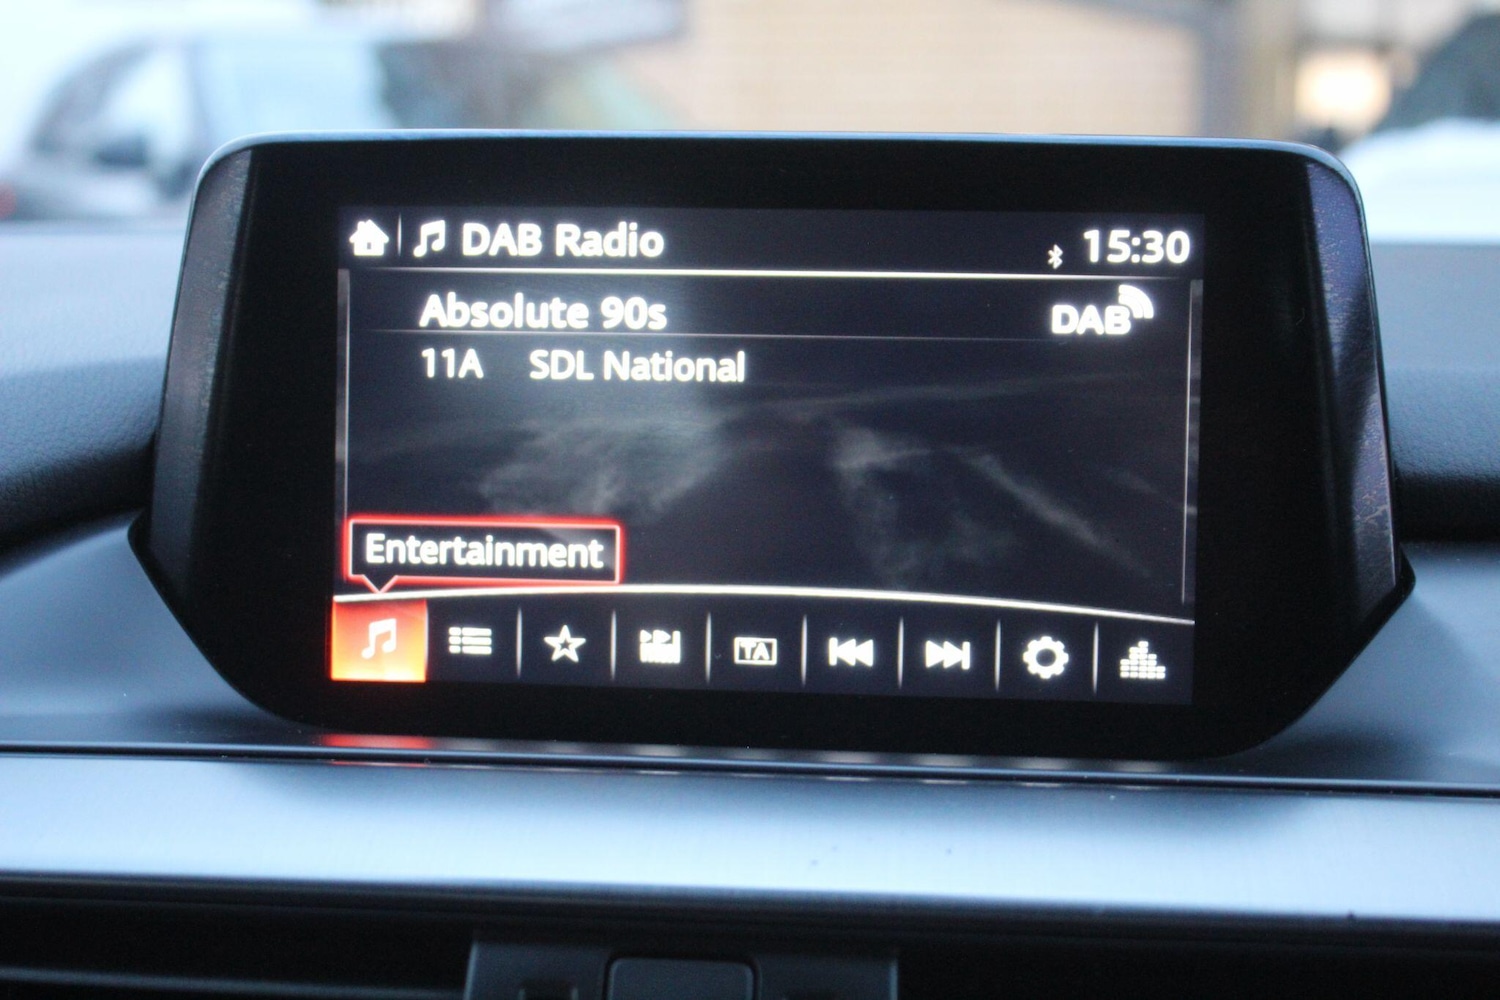 DAB Radio 15:30
Absolute 90s DAB
11A SDL National
Entertainment
TA